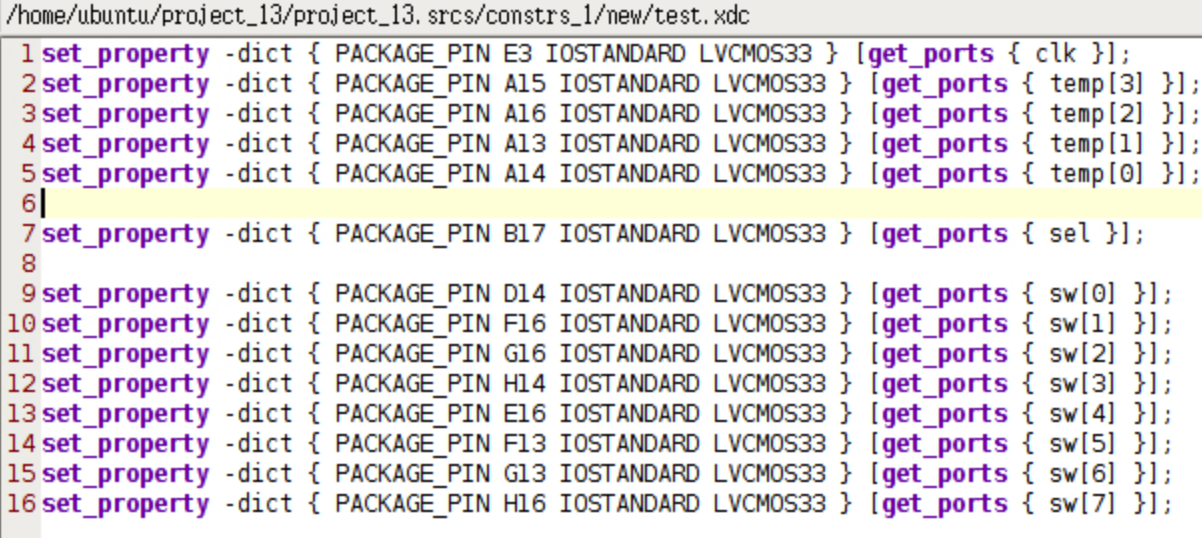 /home/ubuntu/project_13/project_13.srcs/constrs_1/new/test.xdc
1 set_property -dict { PACKAGE_PIN E3 IOSTANDARD LVCMOS33 } [get_ports { clk }];
2 set_property -dict { PACKAGE_PIN A15 IOSTANDARD LVCMOS33 } [get_ports { temp[3] }];
3 set_property -dict { PACKAGE_PIN A16 IOSTANDARD LVCMOS33 } [get_ports { temp[2] }];
4 set_property -dict { PACKAGE_PIN A13 IOSTANDARD LVCMOS33 } [get_ports { temp[1] }];
5 set_property -dict { PACKAGE_PIN A14 IOSTANDARD LVCMOS33 } [get_ports { temp[0] }];
6
7 set_property -dict { PACKAGE_PIN B17 IOSTANDARD LVCMOS33 } [get_ports { sel }];
8
9 set_property -dict { PACKAGE_PIN D14 IOSTANDARD LVCMOS33 } [get_ports { sw[0] }];
10 set_property -dict { PACKAGE_PIN F16 IOSTANDARD LVCMOS33 } [get_ports { sw[1] }];
11 set_property -dict { PACKAGE_PIN G16 IOSTANDARD LVCMOS33 } [get_ports { sw[2] }];
12 set_property -dict { PACKAGE_PIN H14 IOSTANDARD LVCMOS33 } [get_ports { sw[3] }];
13 set_property -dict { PACKAGE_PIN E16 IOSTANDARD LVCMOS33 } [get_ports { sw[4] }];
14 set_property -dict { PACKAGE_PIN F13 IOSTANDARD LVCMOS33 } [get_ports { sw[5] }];
15 set_property -dict { PACKAGE_PIN G13 IOSTANDARD LVCMOS33 } [get_ports { sw[6] }];
16 set_property -dict { PACKAGE_PIN H16 IOSTANDARD LVCMOS33 } [get_ports { sw[7] }];